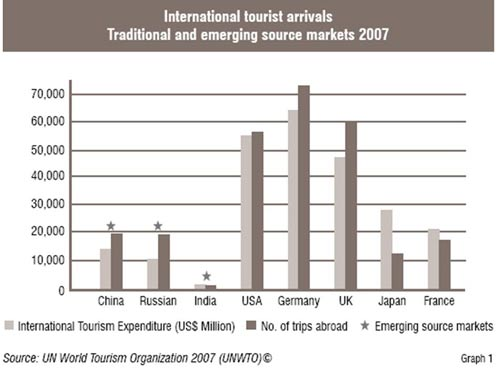 International tourist arrivals
Traditional and emerging source markets 2007
70,000
60,000
50,000
40,000
30,000
20,000
10,000
0
China Russian India USA Germany UK Japan France
International Tourism Expenditure (US$ Million) No. of trips abroad ★ Emerging source markets
Source: UN World Tourism Organization 2007 (UNWTO)© Graph 1